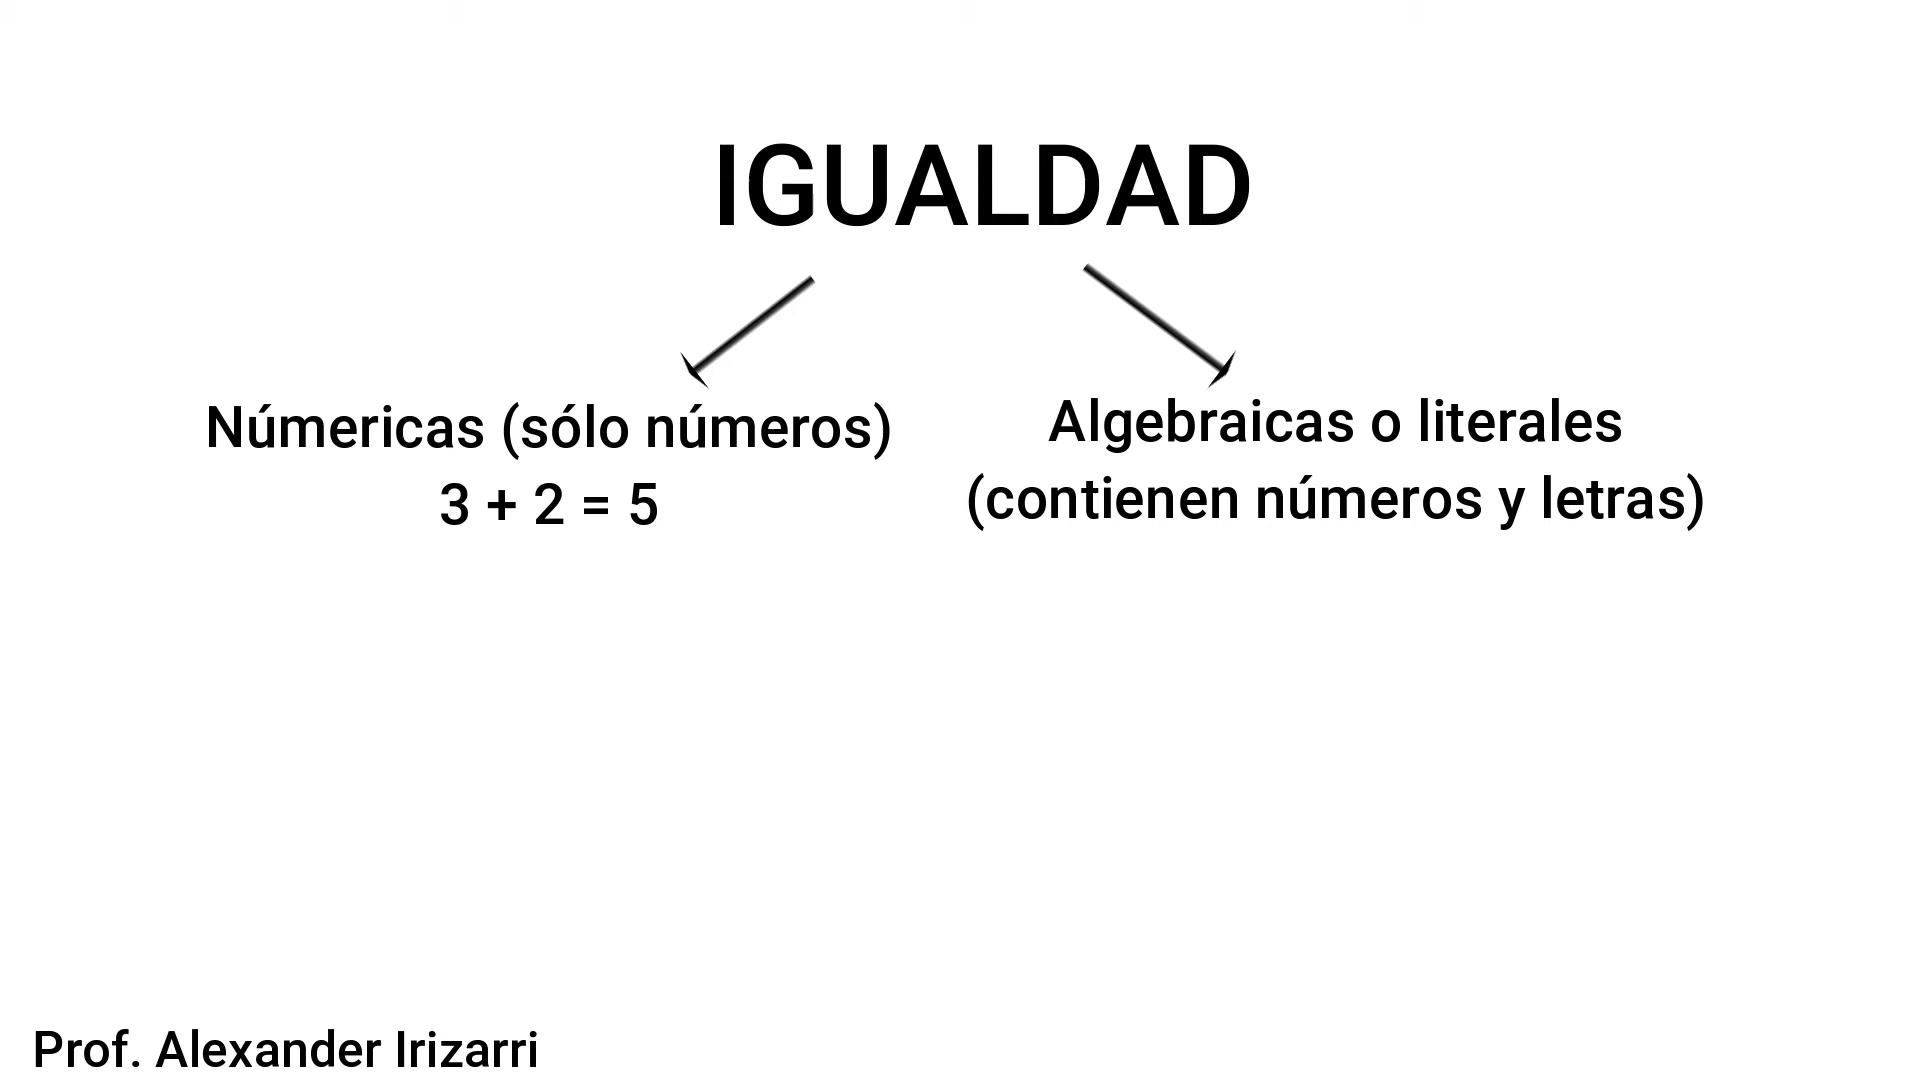 IGUALDAD
Númericas (sólo números)
3 + 2 = 5
Algebraicas o literales
(contienen números y letras)
Prof. Alexander Irizarri